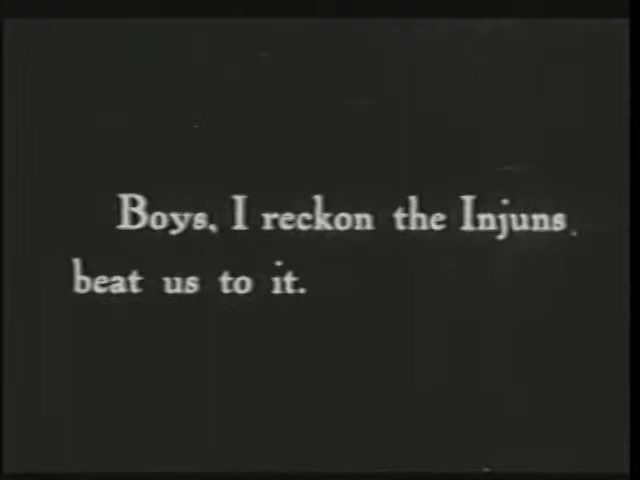 Boys, I reckon the Injuns
beat us to it.